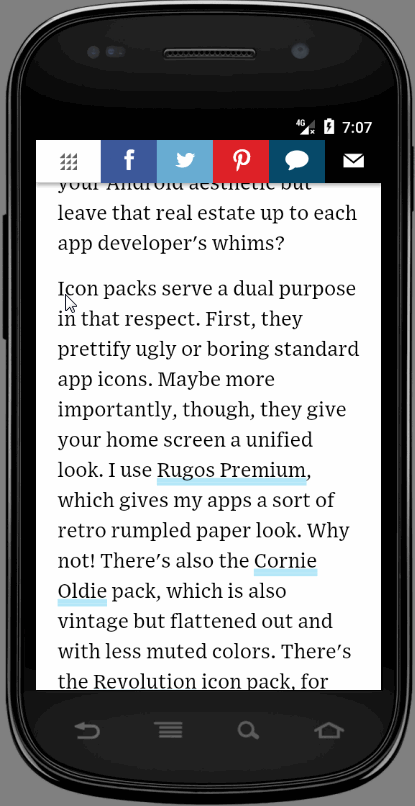 4G 7:07
your Android aesthetic but
leave that real estate up to each
app developer's whims?
Icon packs serve a dual purpose
in that respect. First, they
prettify ugly or boring standard
app icons. Maybe more
importantly, though, they give
your home screen a unified
look. I use Rugos Premium,
which gives my apps a sort of
retro rumpled paper look. Why
not! There's also the Cornie
Oldie pack, which is also
vintage but flattened out and
with less muted colors. There's
the Revolution icon pack, for